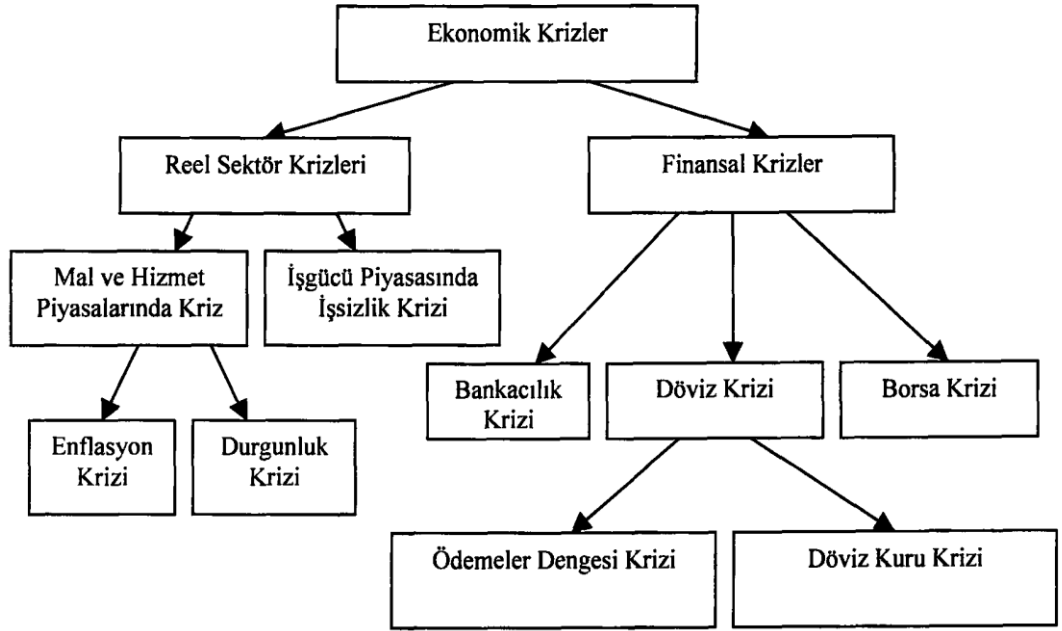 Ekonomik Krizler
Reel Sektör Krizleri
Finansal Krizler
Mal ve Hizmet
Piyasalarında Kriz
İşgücü Piyasasında
İşsizlik Krizi
Bankacılık
Krizi
Döviz Krizi
Borsa Krizi
Enflasyon
Krizi
Durgunluk
Krizi
Ödemeler Dengesi Krizi
Döviz Kuru Krizi